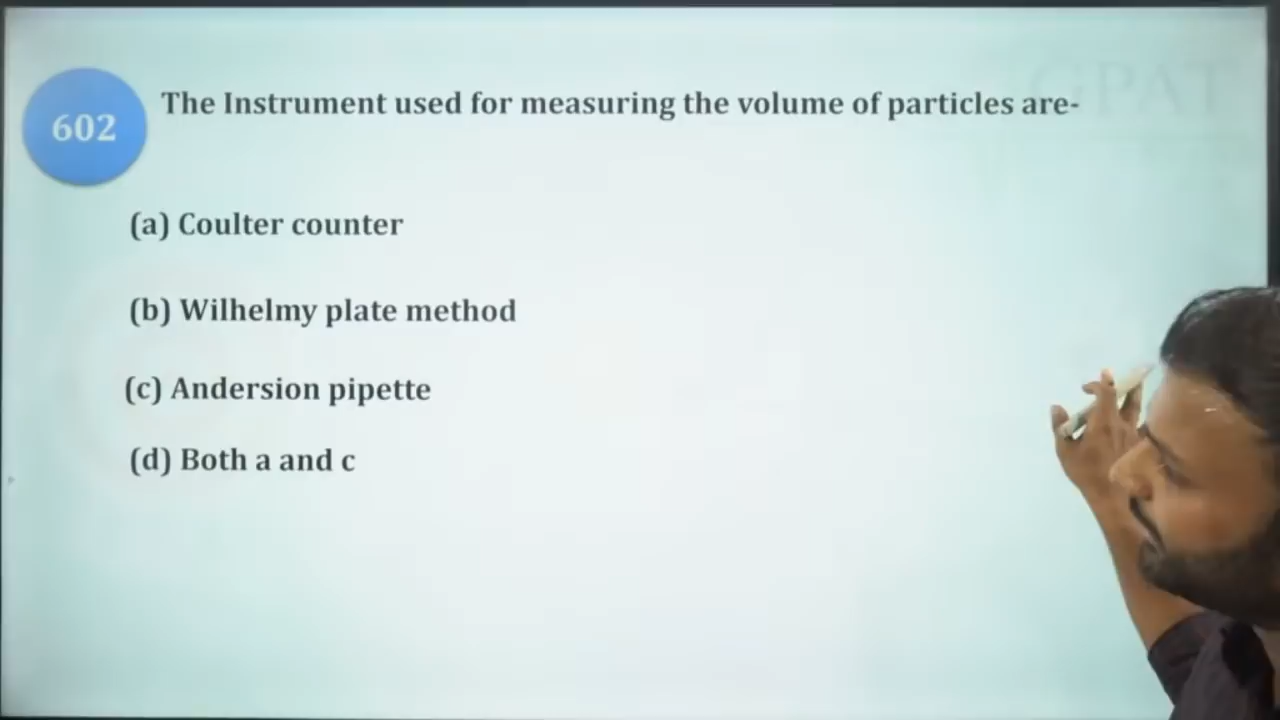 GPAT
602
The Instrument used for measuring the volume of particles are-
(a) Coulter counter
(b) Wilhelmy plate method
(c) Andersion pipette
(d) Both a and c